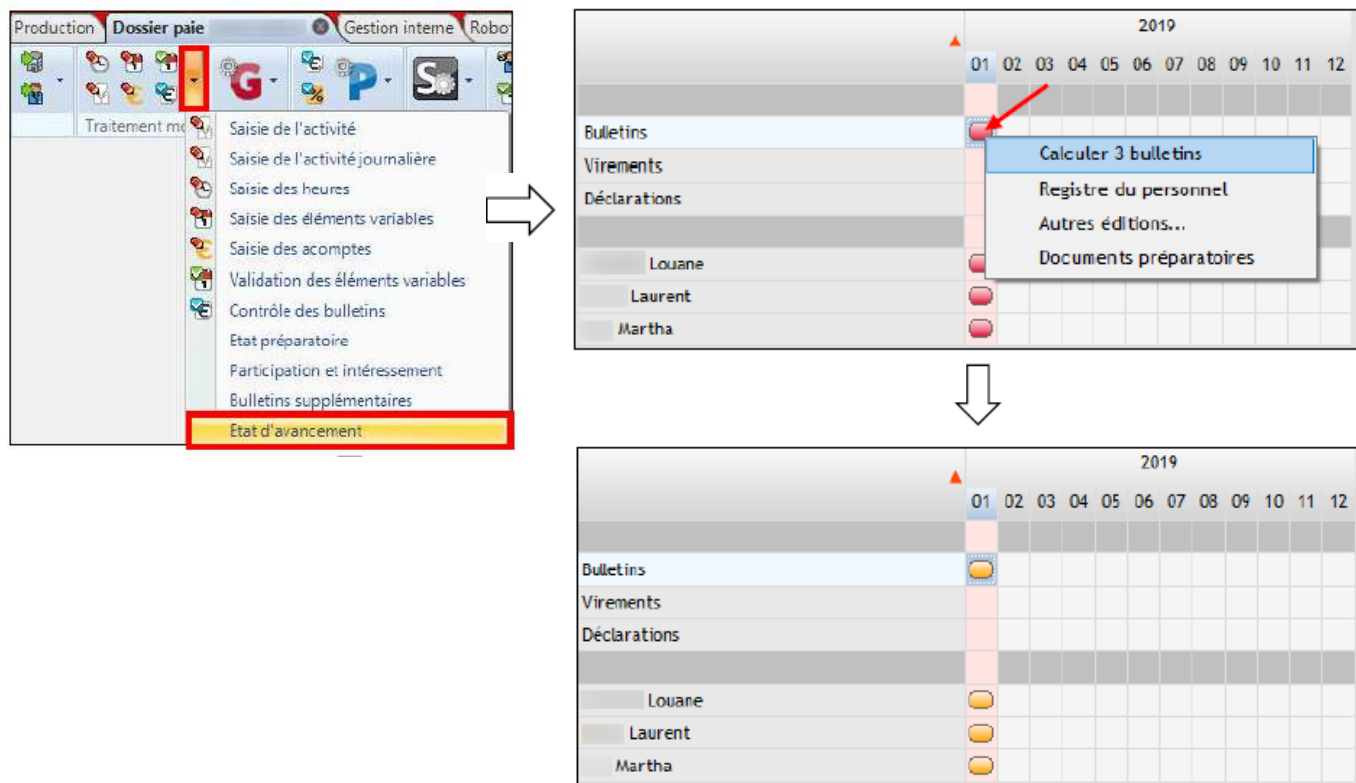 Production Dossier paie Gestion interne Robo
Traitement mo
Saisie de l'activité
Saisie de l'activité journalière
Saisie des heures
Saisie des éléments variables
Saisie des acomptes
Validation des éléments variables
Contrôle des bulletins
Etat préparatoire
Participation et intéressement
Bulletins supplémentaires
Etat d'avancement
2019
01 02 03 04 05 06 07 08 09 10 11 12
Bulletins
Virements
Déclarations
Louane
Laurent
Martha
Calculer 3 bulletins
Registre du personnel
Autres éditions...
Documents préparatoires
2019
01 02 03 04 05 06 07 08 09 10 11 12
Bulletins
Virements
Déclarations
Louane
Laurent
Martha